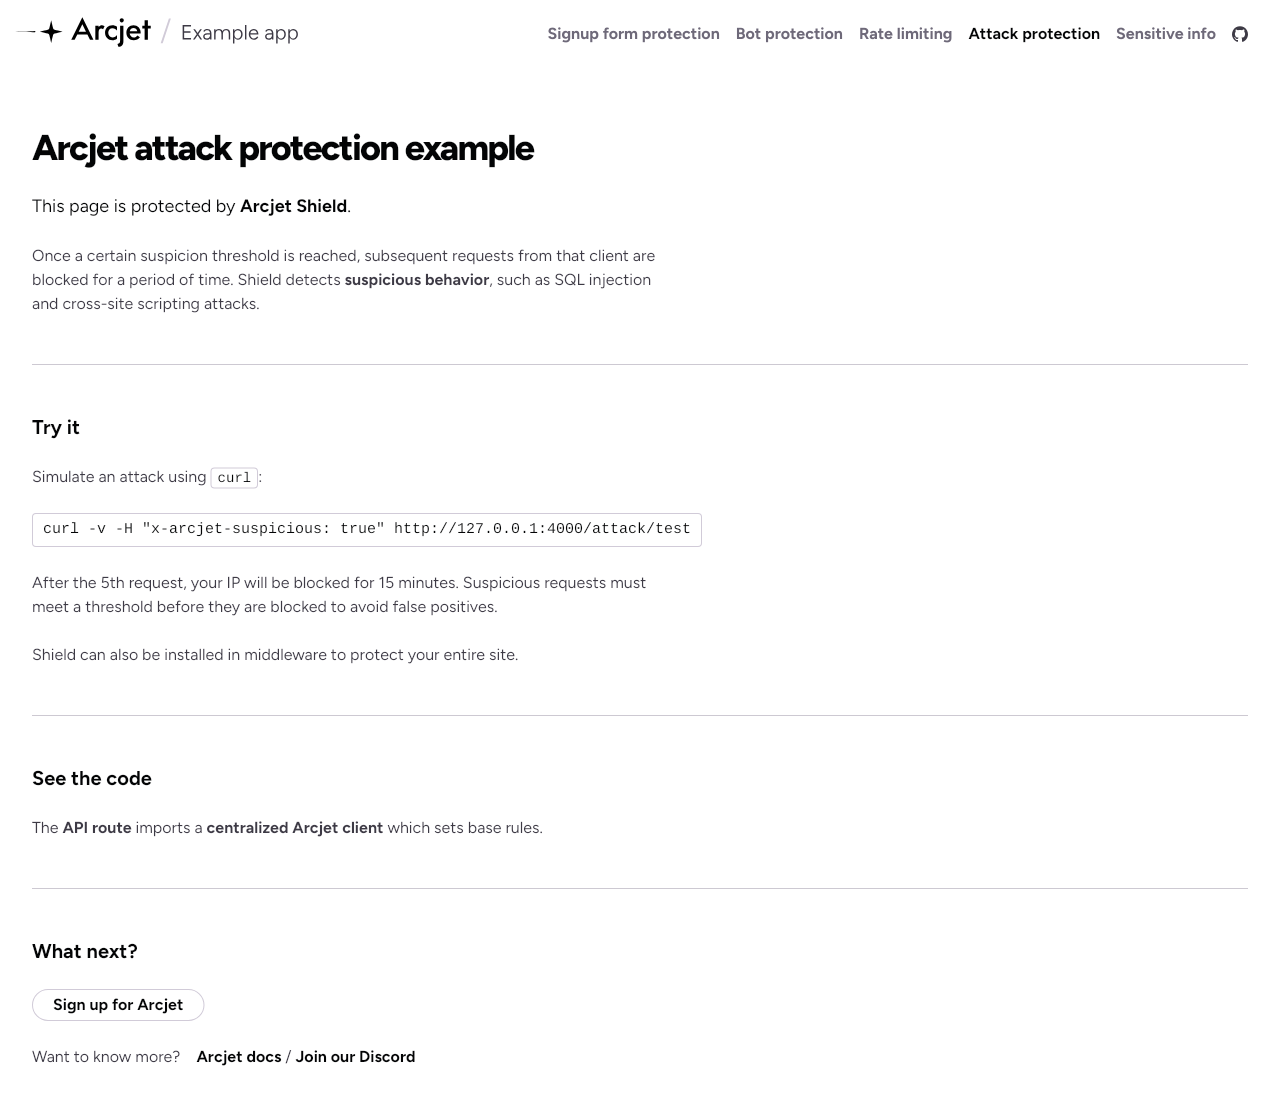 Arcjet / Example app
Signup form protection Bot protection Rate limiting Attack protection Sensitive info
Arcjet attack protection example
This page is protected by Arcjet Shield.
Once a certain suspicion threshold is reached, subsequent requests from that client are
blocked for a period of time. Shield detects suspicious behavior, such as SQL injection
and cross-site scripting attacks.
Try it
Simulate an attack using curl:
curl -v -H "x-arcjet-suspicious: true" http://127.0.0.1:4000/attack/test
After the 5th request, your IP will be blocked for 15 minutes. Suspicious requests must
meet a threshold before they are blocked to avoid false positives.
Shield can also be installed in middleware to protect your entire site.
See the code
The API route imports a centralized Arcjet client which sets base rules.
What next?
Sign up for Arcjet
Want to know more? Arcjet docs / Join our Discord